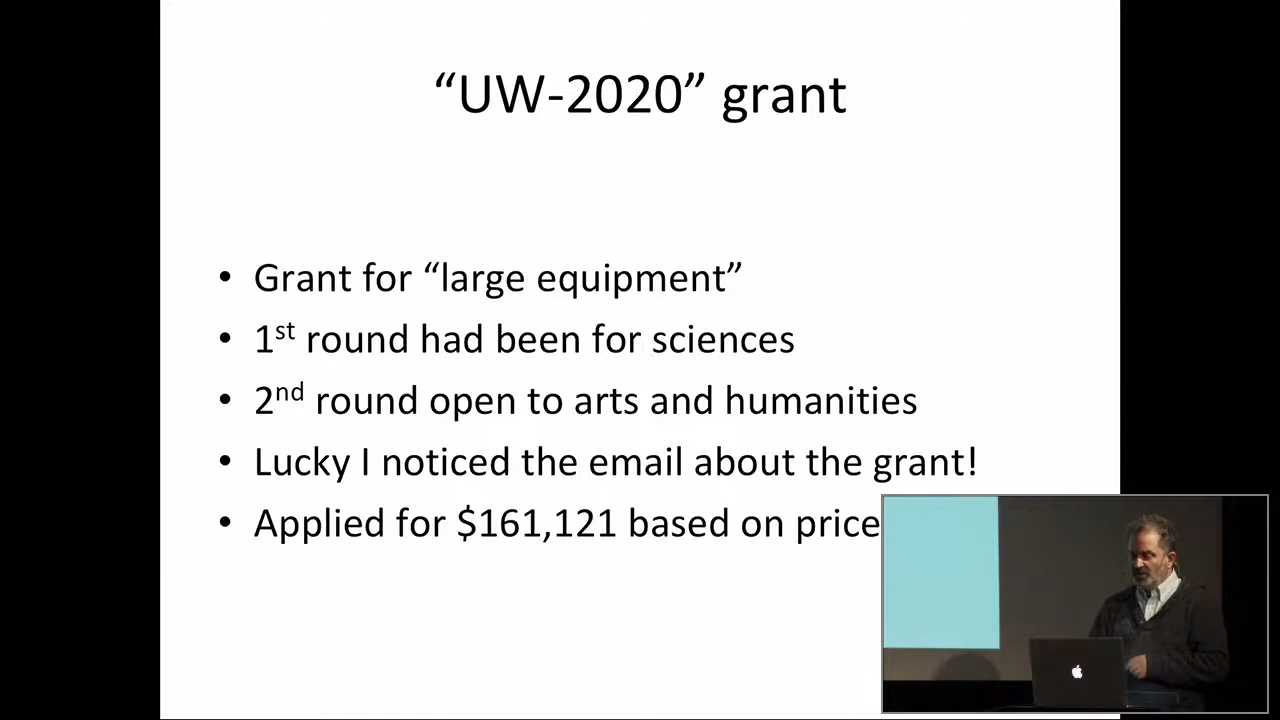 “UW-2020” grant
• Grant for “large equipment”
• 1st round had been for sciences
• 2nd round open to arts and humanities
• Lucky I noticed the email about the grant!
• Applied for $161,121 based on price